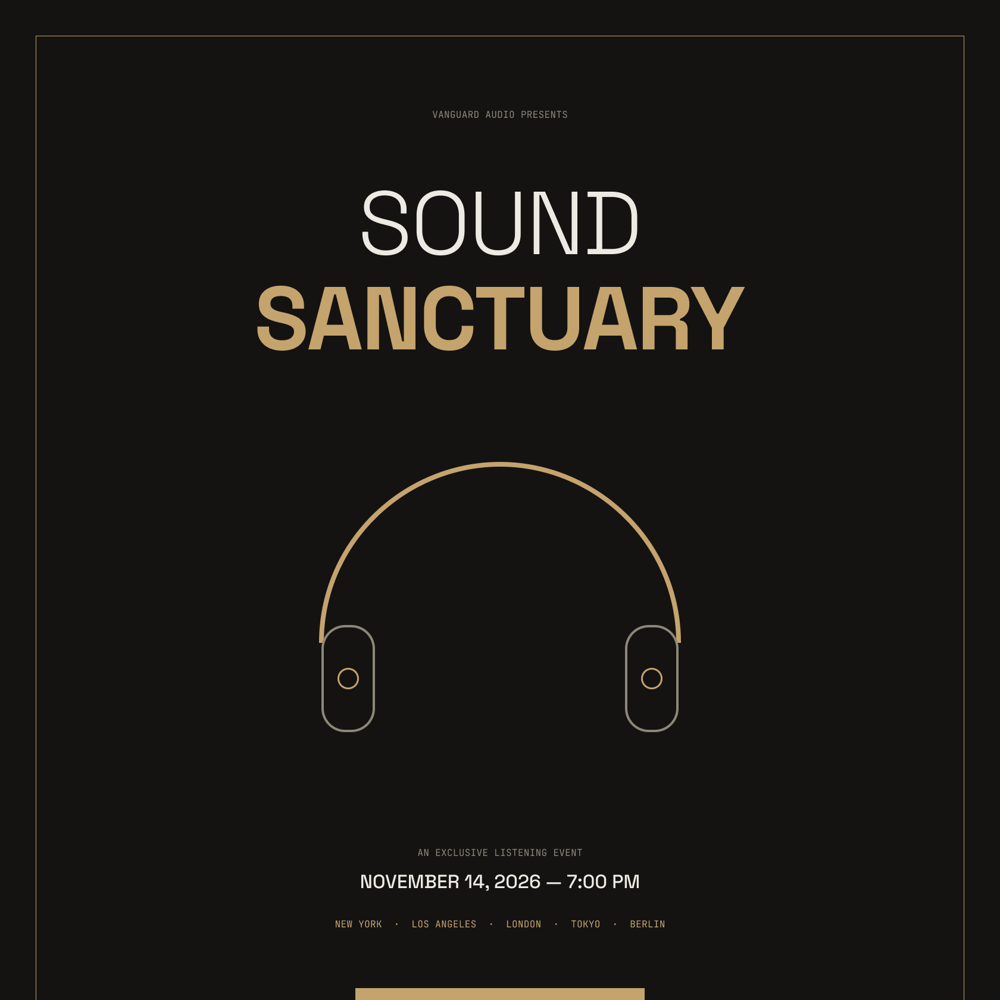 VANGUARD AUDIO PRESENTS
SOUND
SANCTUARY
AN EXCLUSIVE LISTENING EVENT
NOVEMBER 14, 2026 — 7:00 PM
NEW YORK · LOS ANGELES · LONDON · TOKYO · BERLIN